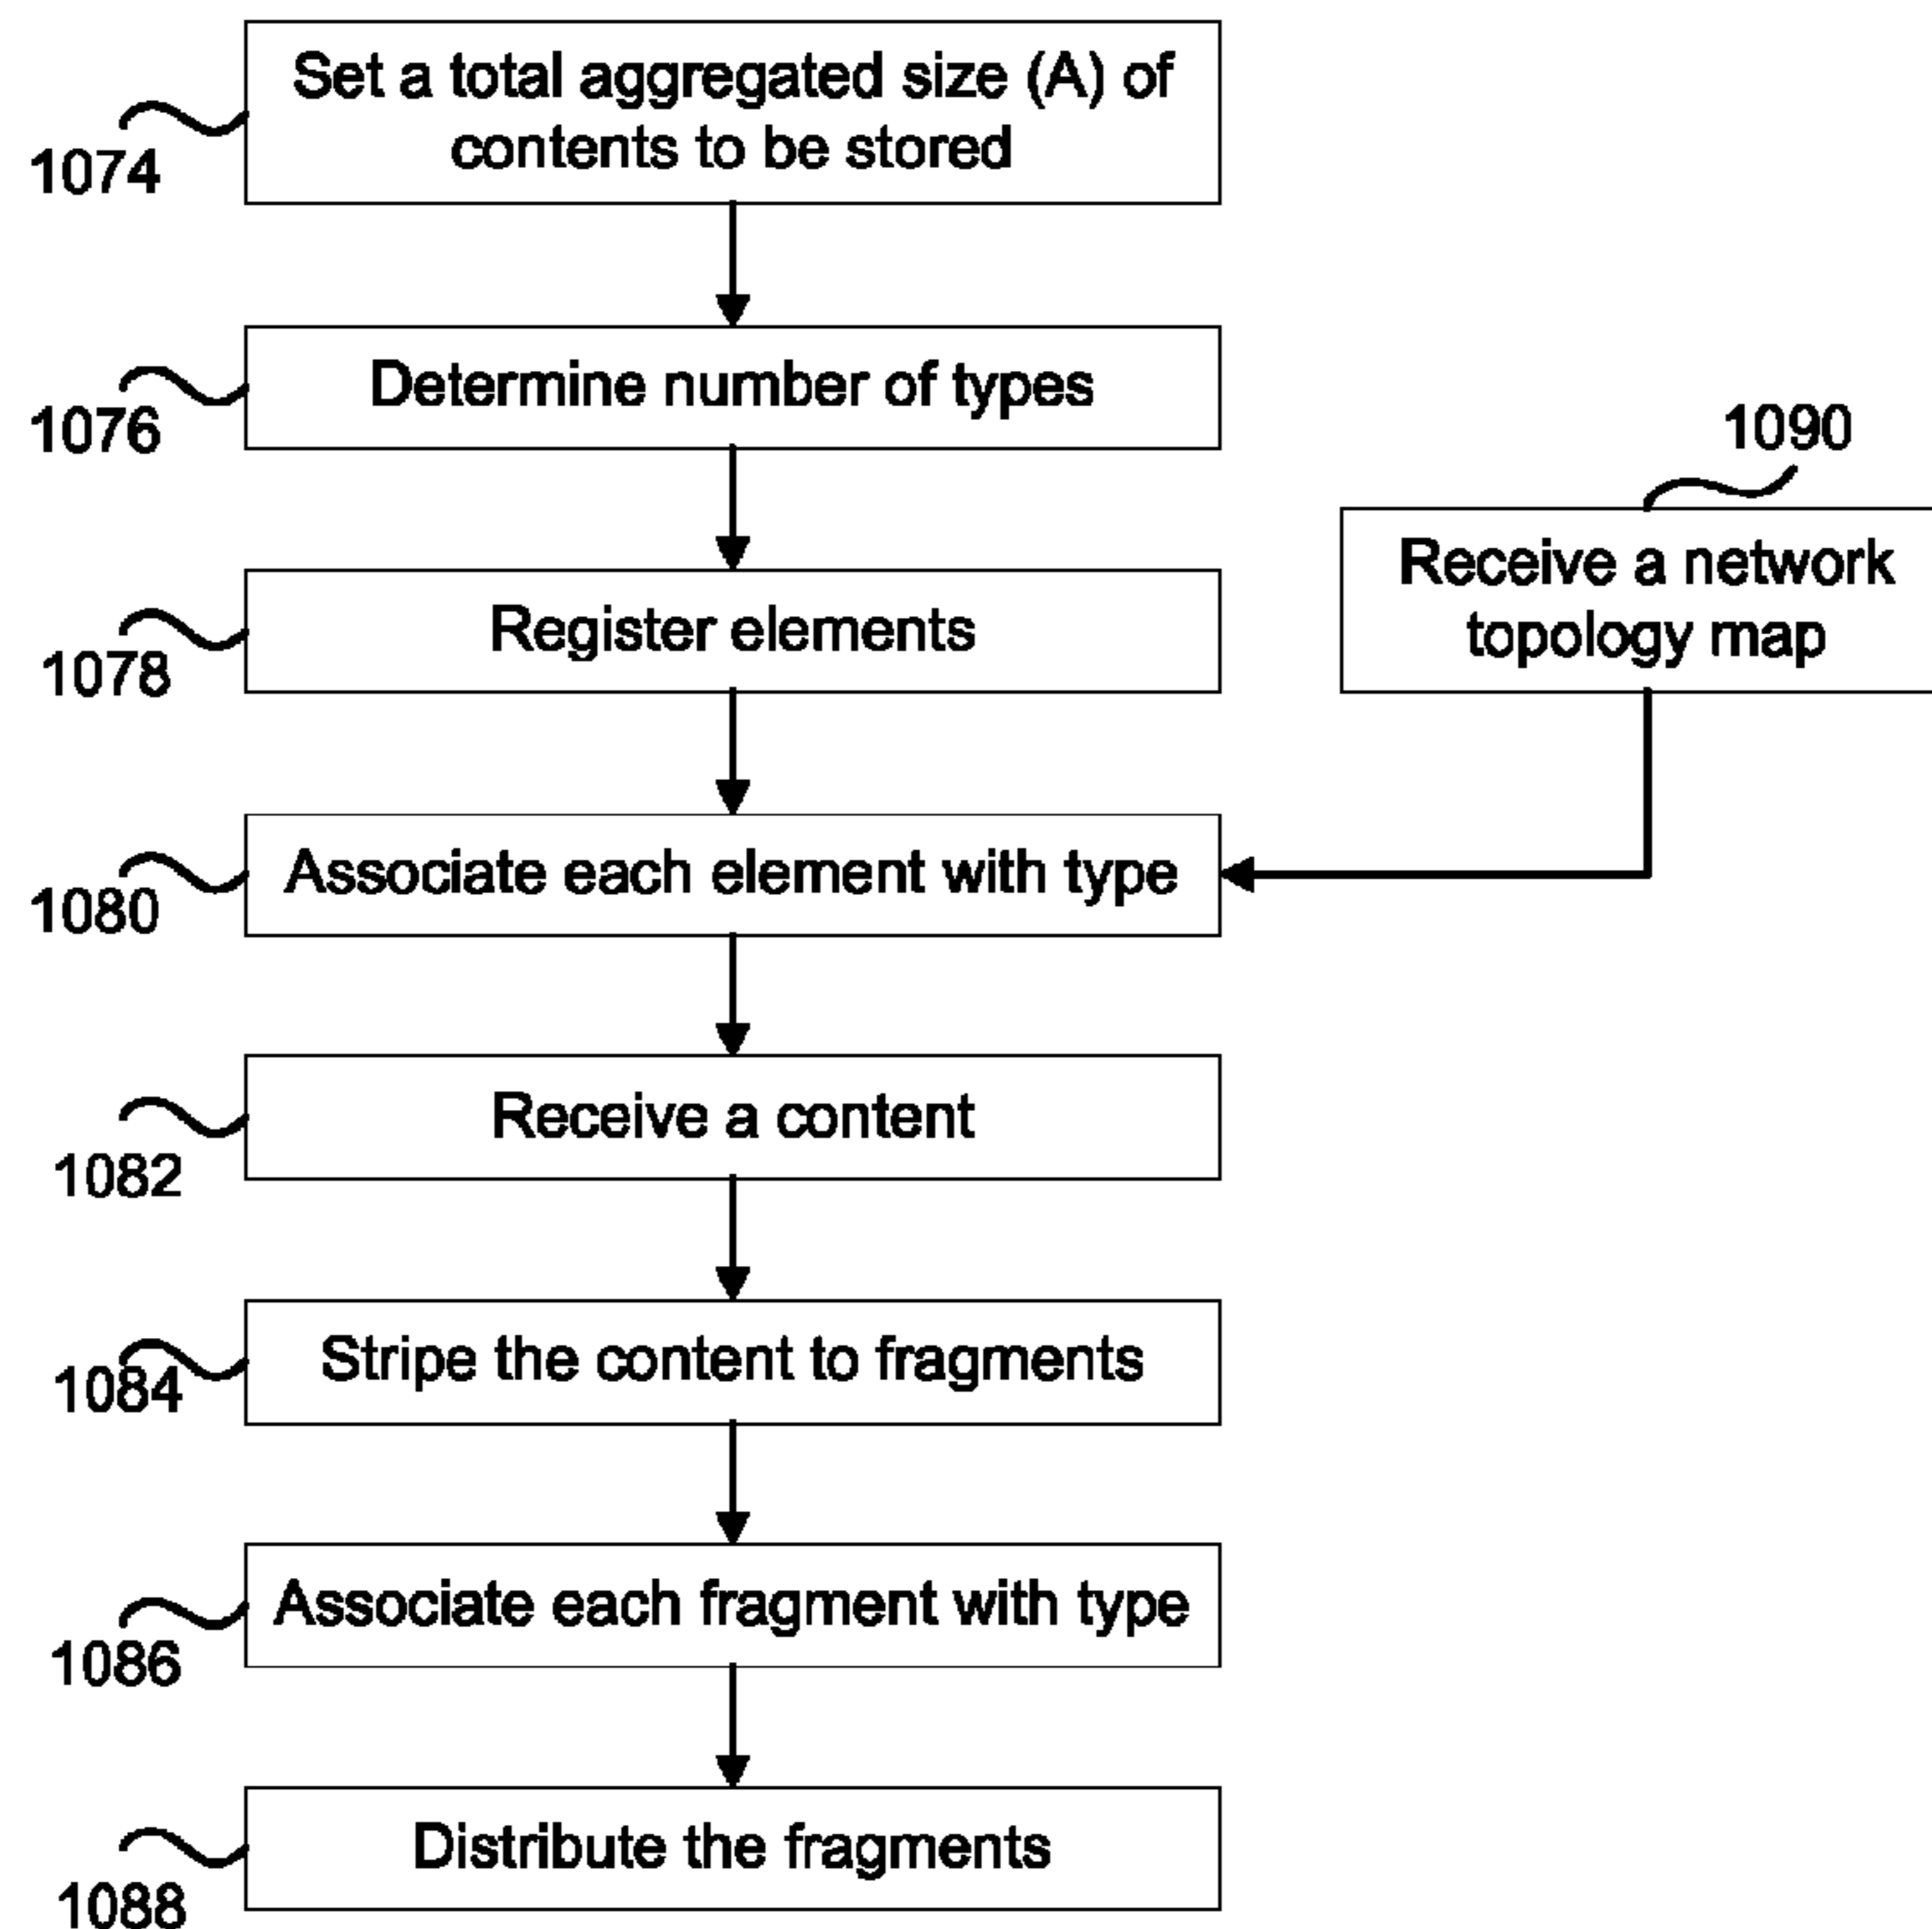 Set a total aggregated size (A) of
contents to be stored
1074
Determine number of types
1076
1090
Receive a network
topology map
Register elements
1078
Associate each element with type
1080
Receive a content
1082
Stripe the content to fragments
1084
Associate each fragment with type
1086
Distribute the fragments
1088